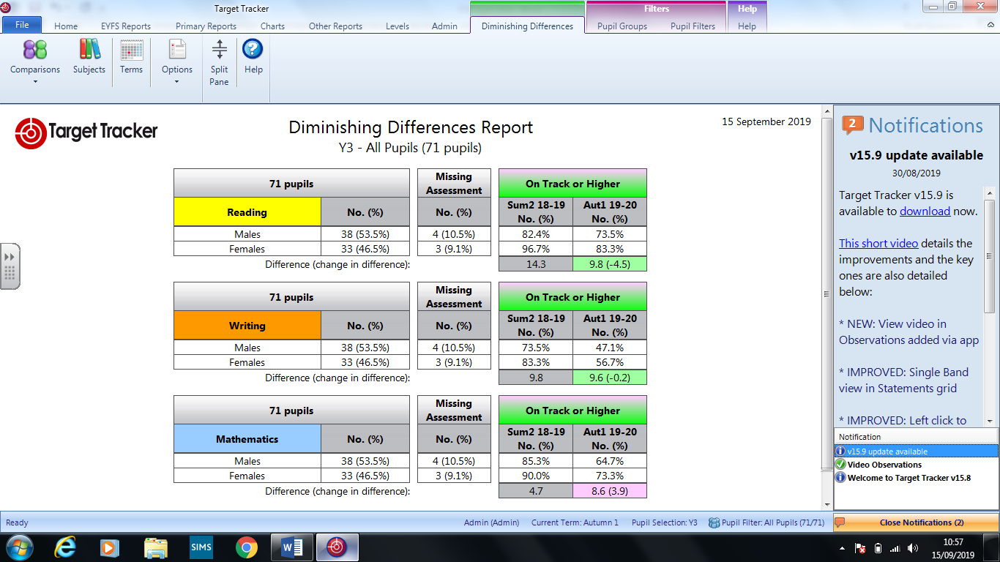 Target Tracker
Filters
Help
File
Home
EYFS Reports
Primary Reports
Charts
Other Reports
Levels
Admin
Diminishing Differences
Pupil Groups
Pupil Filters
Help
Comparisons
Subjects
Terms
Options
Split
Pane
Help
Target Tracker
Diminishing Differences Report
Y3 - All Pupils (71 pupils)
15 September 2019
71 pupils
Missing
Assessment
On Track or Higher
Reading
No. (%)
No. (%)
Sum2 18-19
No. (%)
Aut1 19-20
No. (%)
Males 38 (53.5%) 4 (10.5%) 82.4% 73.5%
Females 33 (46.5%) 3 (9.1%) 96.7% 83.3%
Difference (change in difference): 14.3 9.8 (-4.5)
71 pupils
Missing
Assessment
On Track or Higher
Writing
No. (%)
No. (%)
Sum2 18-19
No. (%)
Aut1 19-20
No. (%)
Males 38 (53.5%) 4 (10.5%) 73.5% 47.1%
Females 33 (46.5%) 3 (9.1%) 83.3% 56.7%
Difference (change in difference): 9.8 9.6 (-0.2)
71 pupils
Missing
Assessment
On Track or Higher
Mathematics
No. (%)
No. (%)
Sum2 18-19
No. (%)
Aut1 19-20
No. (%)
Males 38 (53.5%) 4 (10.5%) 85.3% 64.7%
Females 33 (46.5%) 3 (9.1%) 90.0% 73.3%
Difference (change in difference): 4.7 8.6 (3.9)
2
Notifications
v15.9 update available
30/08/2019
Target Tracker v15.9 is
available to download now.
This short video details the
improvements and the key
ones are also detailed
below:
* NEW: View video in
Observations added via app
* IMPROVED: Single Band
view in Statements grid
* IMPROVED: Left click to
Notification
v15.9 update available
Video Observations
Welcome to Target Tracker v15.8
Ready
Admin (Admin)
Current Term: Autumn 1
Pupil Selection: Y3
Pupil Filter: All Pupils (71/71)
Close Notifications (2)
SIMS
10:57
15/09/2019